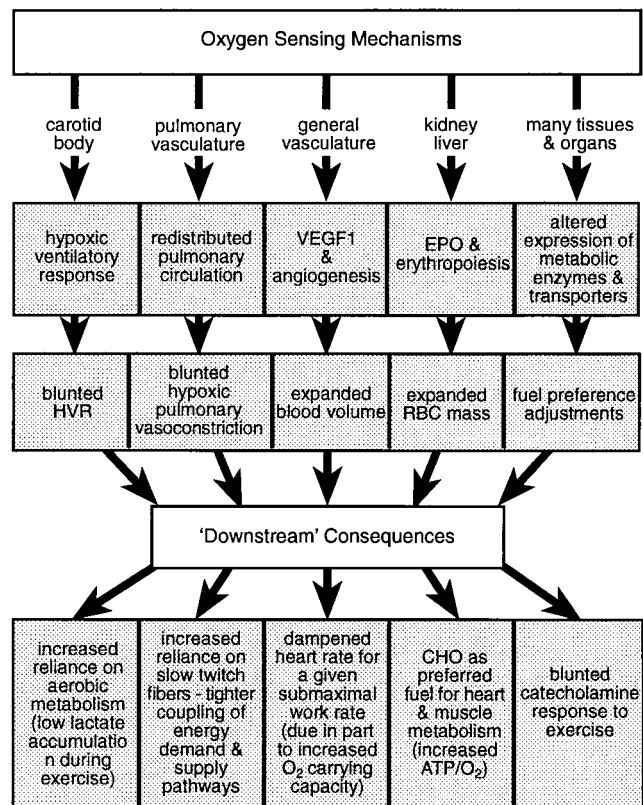 Oxygen Sensing Mechanisms
carotid
body
pulmonary
vasculature
general
vasculature
kidney
liver
many tissues
& organs
hypoxic
ventilatory
response
redistributed
pulmonary
circulation
VEGF1
&
angiogenesis
EPO &
erythropoiesis
altered
expression of
metabolic
enzymes &
transporters
blunted
HVR
blunted
hypoxic
pulmonary
vasoconstriction
expanded
blood volume
expanded
RBC mass
fuel preference
adjustments
'Downstream' Consequences
increased
reliance on
aerobic
metabolism
(low lactate
accumulatio
n during
exercise)
increased
reliance on
slow twitch
fibers - tighter
coupling of
energy
demand &
supply
pathways
dampened
heart rate for
a given
submaximal
work rate
(due in part
to increased
O₂ carrying
capacity)
CHO as
preferred
fuel for heart
& muscle
metabolism
(increased
ATP/O₂)
blunted
catecholamine
response to
exercise